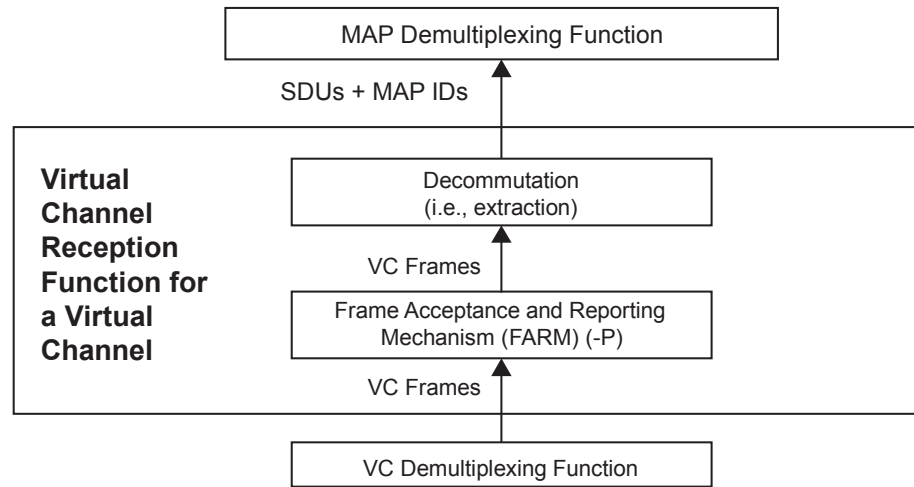 MAP Demultiplexing Function
SDUs + MAP IDs
Virtual
Channel
Reception
Function for
a Virtual
Channel
Decommutation
(i.e., extraction)
VC Frames
Frame Acceptance and Reporting
Mechanism (FARM) (-P)
VC Frames
VC Demultiplexing Function